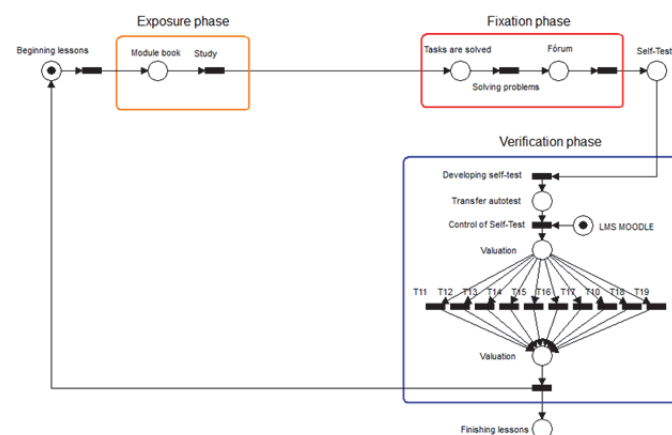 Exposure phase
Fixation phase
Beginning lessons
Module book
Study
Tasks are solved
Fórum
Self-Test
Solving problems
Verification phase
Developing self-test
Transfer autotest
Control of Self-Test
LMS MOODLE
Valuation
T11 T12 T13 T14 T15 T16 T17 T10 T18 T19
Valuation
Finishing lessons